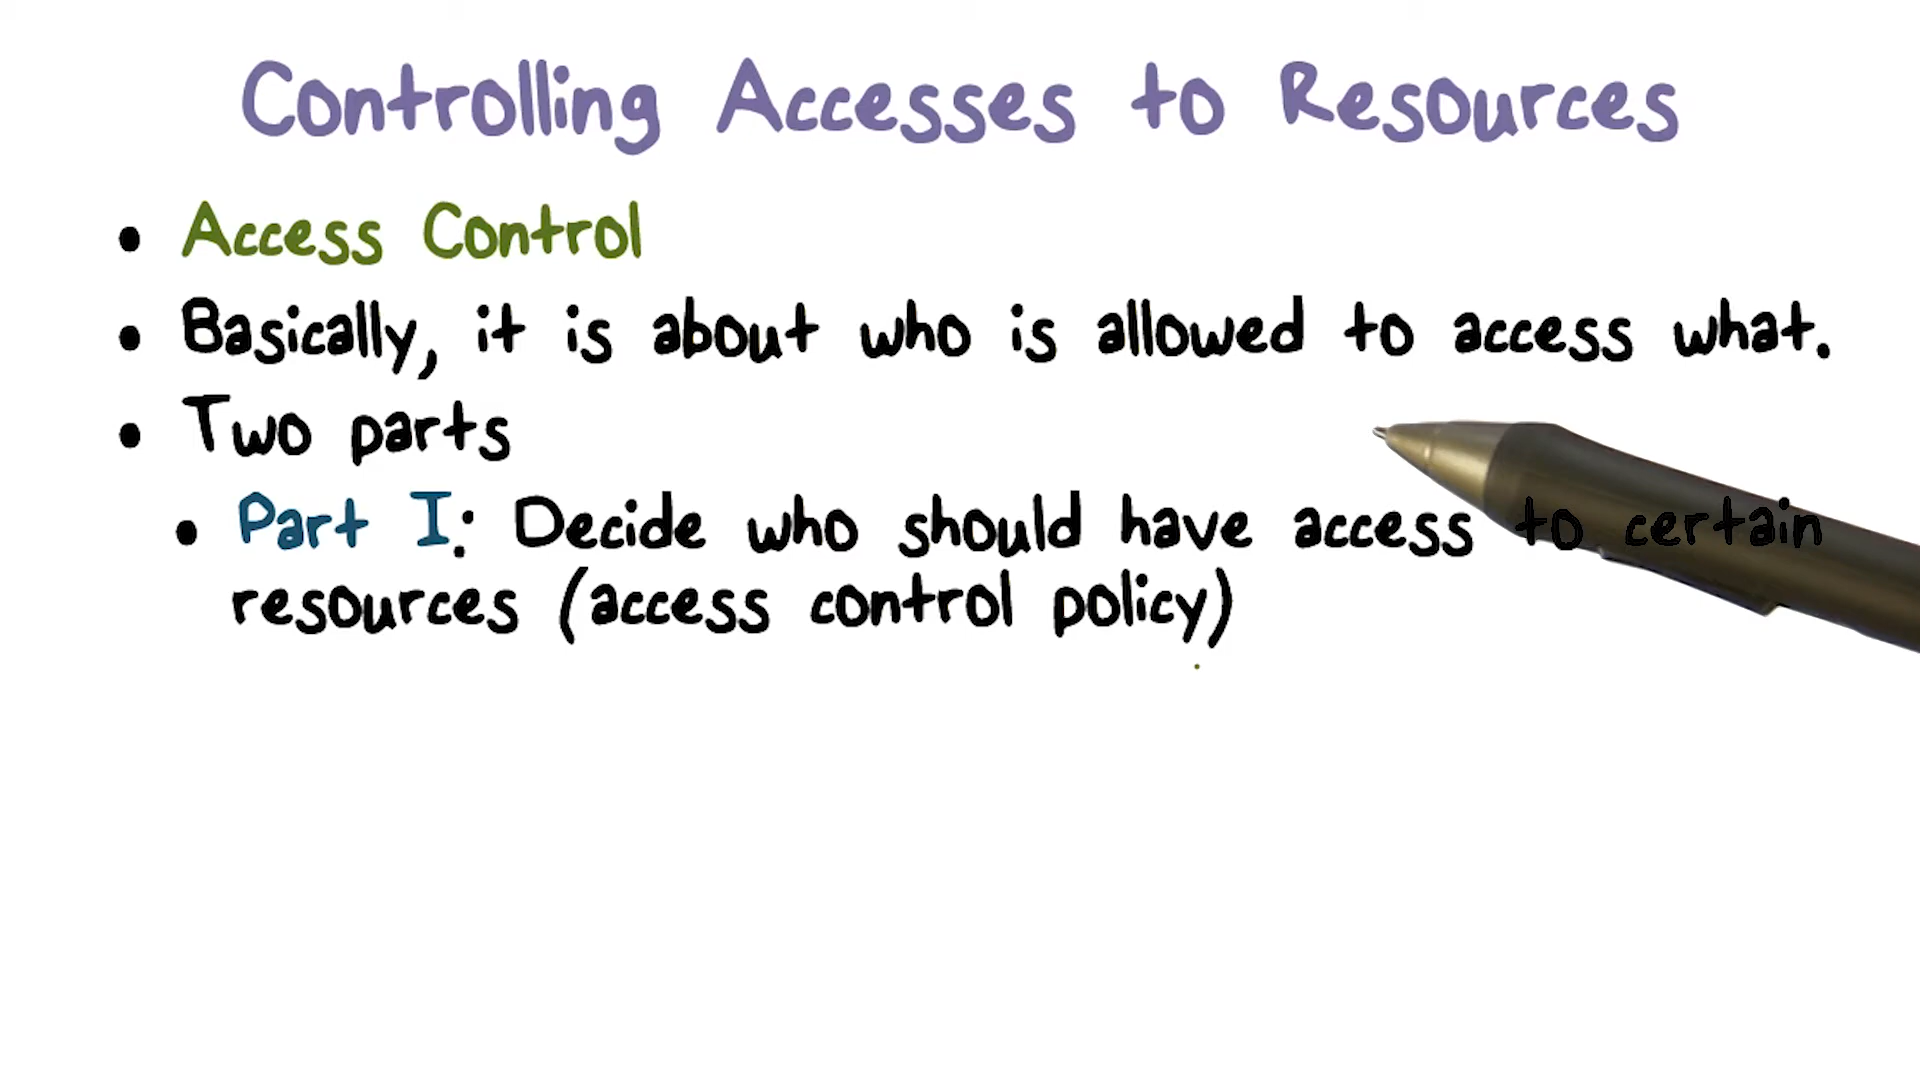 Controlling Accesses to Resources
• Access Control
• Basically, it is about who is allowed to access what.
• Two parts
• Part I: Decide who should have access to certain
resources (access control policy)